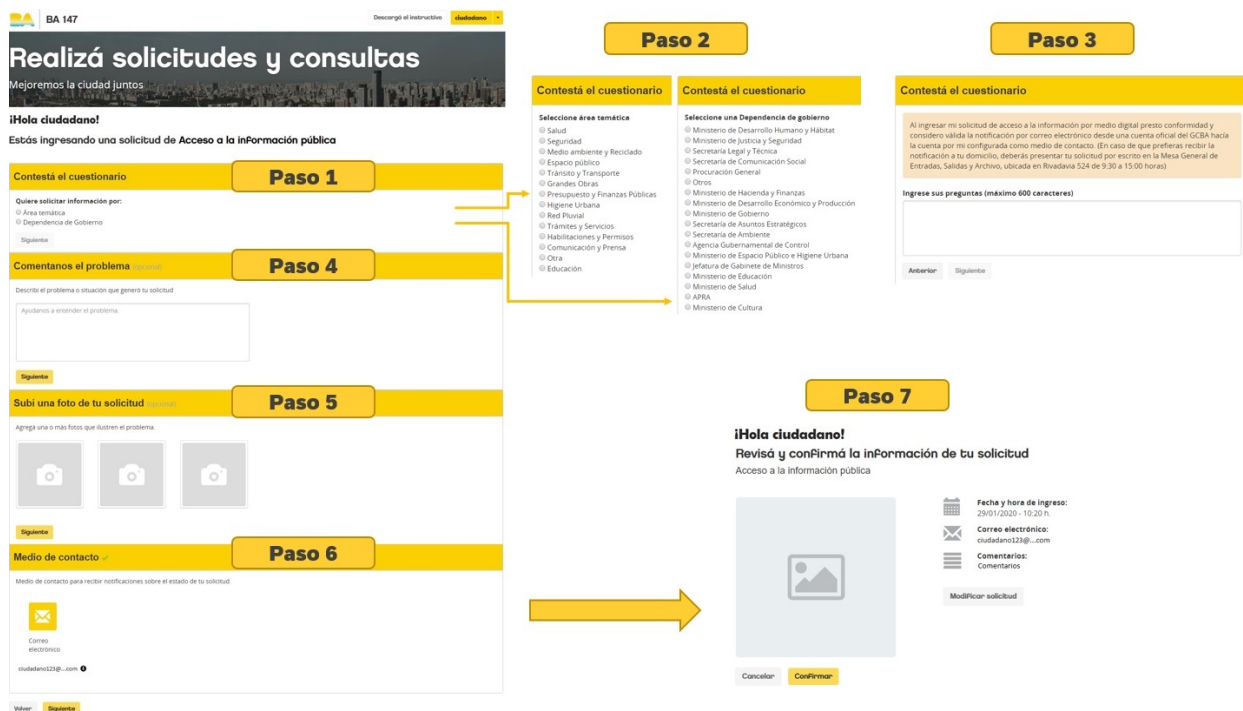 BA 147
Descargá el instructivo
ciudadano
Realizá solicitudes y consultas
Mejoremos la ciudad juntos
¡Hola ciudadano!
Estás ingresando una solicitud de Acceso a la información pública
Contestá el cuestionario
Paso 1
Quiere solicitar información por:
Área temática
Dependencia de Gobierno
Siguiente
Comentanos el problema (opcional)
Paso 4
Describí el problema o situación que generó tu solicitud
Ayudanos a entender el problema.
Siguiente
Subí una foto de tu solicitud (opcional)
Paso 5
Agregá una o más fotos que ilustren el problema.
Siguiente
Medio de contacto
Paso 6
Medio de contacto para recibir notificaciones sobre el estado de tu solicitud
Correo
electrónico
ciudadano123@...com
Volver
Siguiente
Paso 2
Contestá el cuestionario
Seleccione área temática
Salud
Seguridad
Medio ambiente y Reciclado
Espacio público
Tránsito y Transporte
Grandes Obras
Presupuesto y Finanzas Públicas
Higiene Urbana
Red Pluvial
Trámites y Servicios
Habilitaciones y Permisos
Comunicación y Prensa
Otra
Educación
Contestá el cuestionario
Seleccione una Dependencia de gobierno
Ministerio de Desarrollo Humano y Hábitat
Ministerio de Justicia y Seguridad
Secretaría Legal y Técnica
Secretaría de Comunicación Social
Procuración General
Otros
Ministerio de Hacienda y Finanzas
Ministerio de Desarrollo Económico y Producción
Ministerio de Gobierno
Secretaría de Asuntos Estratégicos
Secretaría de Ambiente
Agencia Gubernamental de Control
Ministerio de Espacio Público e Higiene Urbana
Jefatura de Gabinete de Ministros
Ministerio de Educación
Ministerio de Salud
APRA
Ministerio de Cultura
Paso 3
Contestá el cuestionario
Al ingresar mi solicitud de acceso a la información por medio digital presto conformidad y
considero válida la notificación por correo electrónico desde una cuenta oficial del GCBA hacía
la cuenta por mi configurada como medio de contacto. (En caso de que prefieras recibir la
notificación a tu domicilio, deberás presentar tu solicitud por escrito en la Mesa General de
Entradas, Salidas y Archivo, ubicada en Rivadavia 524 de 9:30 a 15:00 horas)
Ingrese sus preguntas (máximo 600 caracteres)
Anterior
Siguiente
Paso 7
¡Hola ciudadano!
Revisá y confirmá la información de tu solicitud
Acceso a la información pública
Fecha y hora de ingreso:
29/01/2020 - 10:20 h.
Correo electrónico:
ciudadano123@...com
Comentarios:
Comentarios
Modificar solicitud
Cancelar
Confirmar